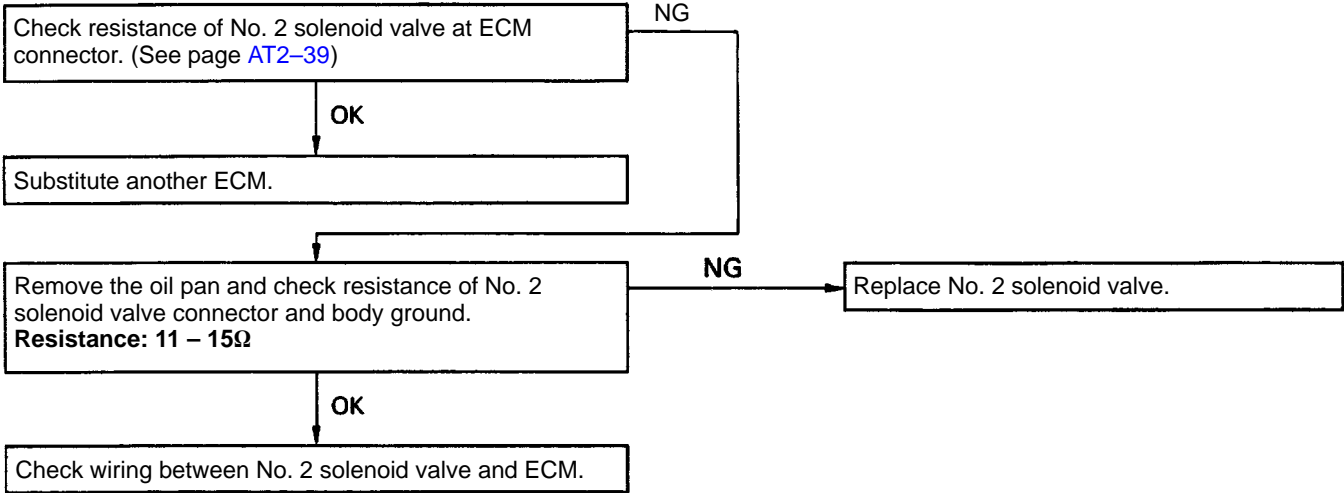 Check resistance of No. 2 solenoid valve at ECM
connector. (See page AT2–39)
NG
OK
Substitute another ECM.
Remove the oil pan and check resistance of No. 2
solenoid valve connector and body ground.
Resistance: 11 – 15Ω
NG
Replace No. 2 solenoid valve.
OK
Check wiring between No. 2 solenoid valve and ECM.